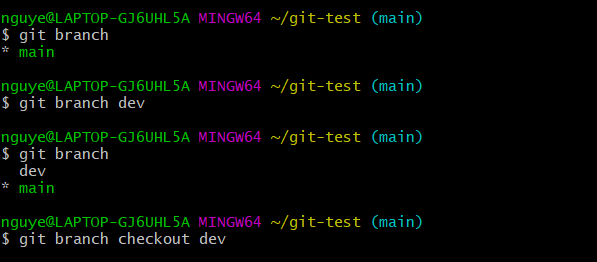 nguye@LAPTOP-GJ6UHL5A MINGW64 ~/git-test (main)
$ git branch
* main
nguye@LAPTOP-GJ6UHL5A MINGW64 ~/git-test (main)
$ git branch dev
nguye@LAPTOP-GJ6UHL5A MINGW64 ~/git-test (main)
$ git branch
  dev
* main
nguye@LAPTOP-GJ6UHL5A MINGW64 ~/git-test (main)
$ git branch checkout dev